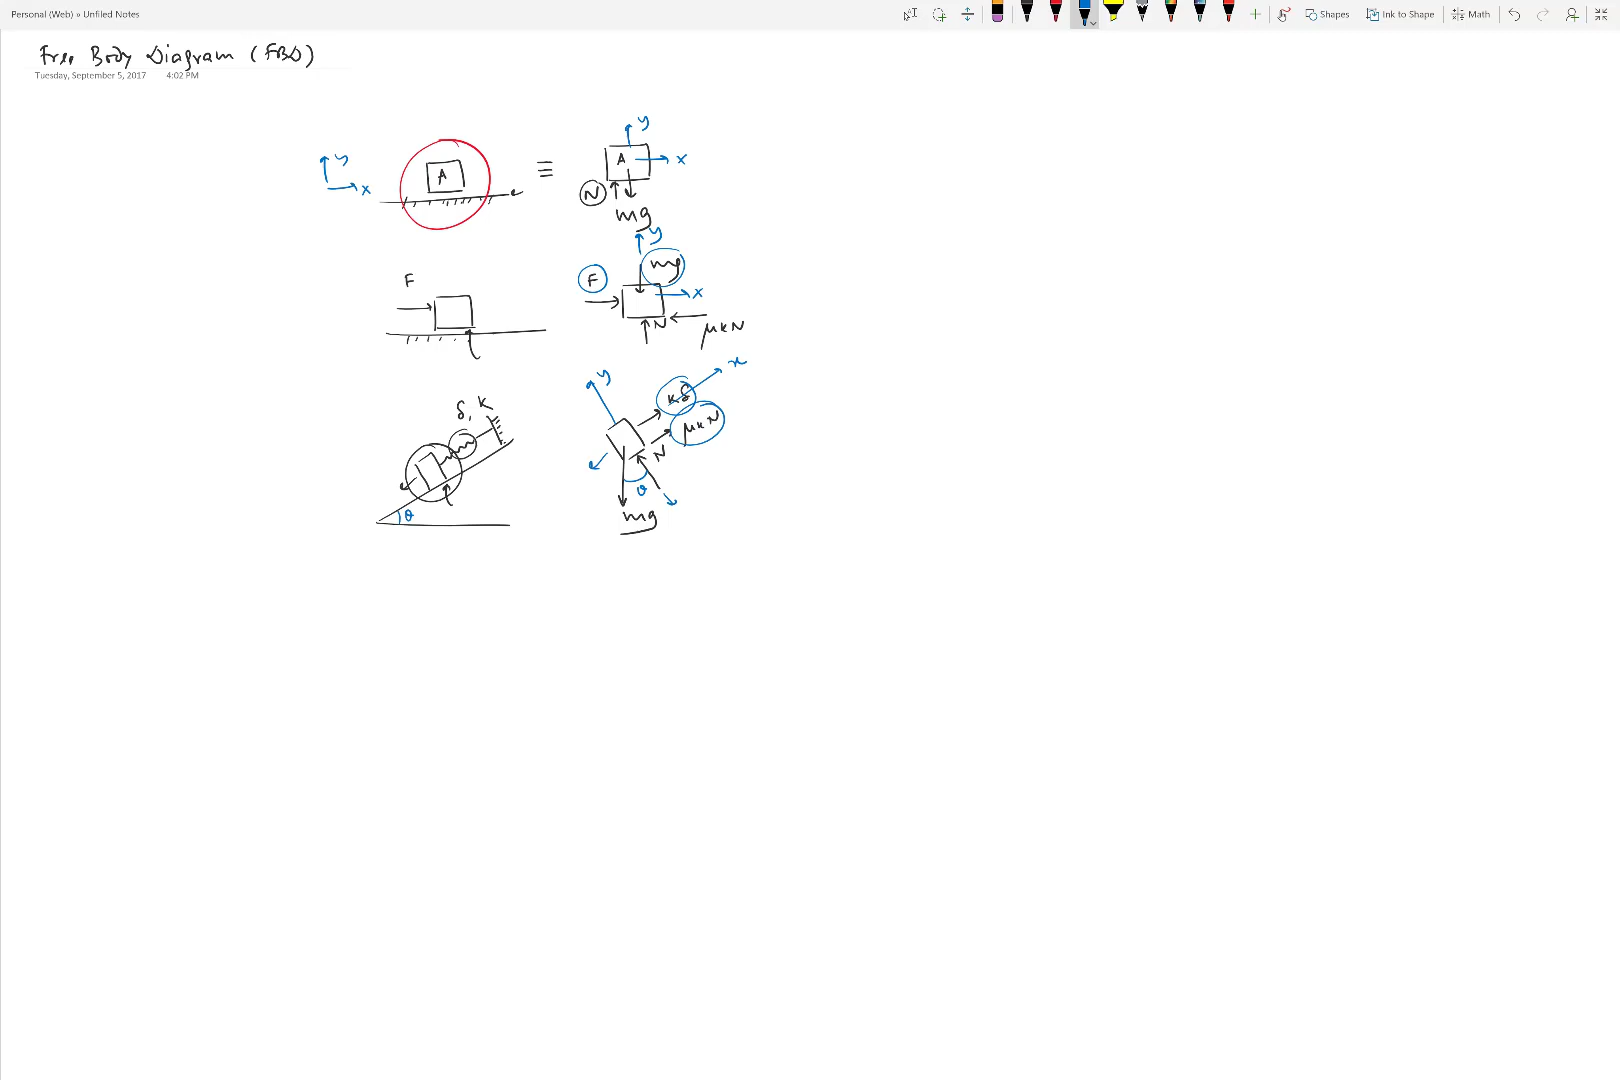 Personal (Web) » Unfiled Notes
Shapes
Ink to Shape
Math
Free Body Diagram (FBD)
Tuesday, September 5, 2017 4:02 PM
y
x
A
≡
y
A
x
N
mg
F
y
F
mg
x
N
μkN
δ, k
θ
y
x
kδ
μkN
N
θ
mg